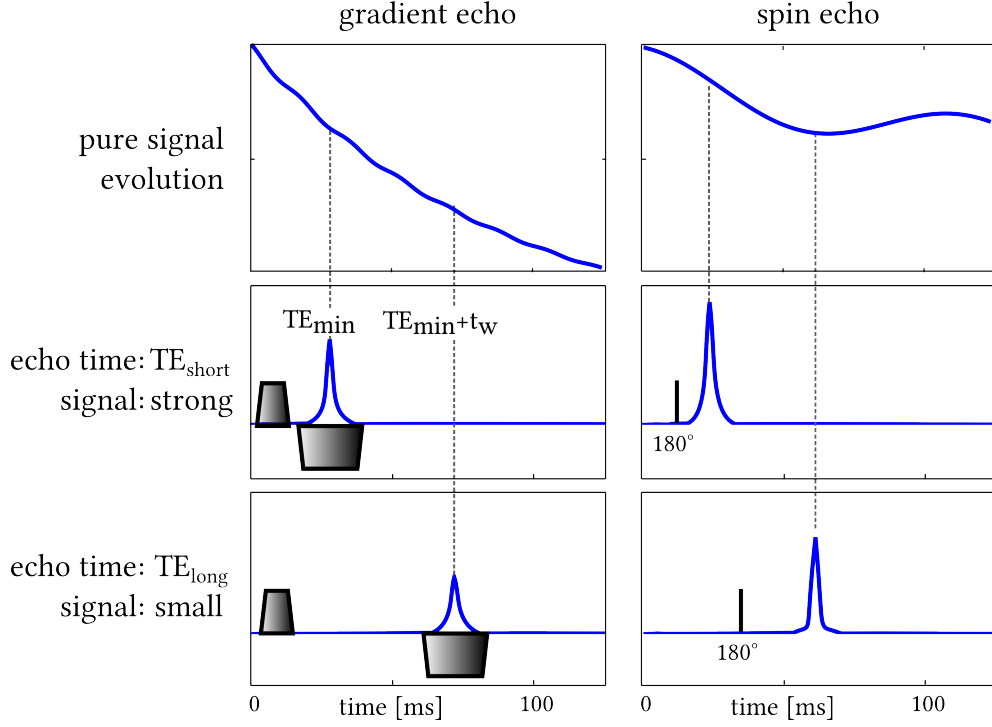 gradient echo
spin echo
pure signal
evolution
TEmin
TEmin+tw
echo time: TEshort
signal: strong
180°
echo time: TElong
signal: small
180°
0
time [ms]
100
0
time [ms]
100